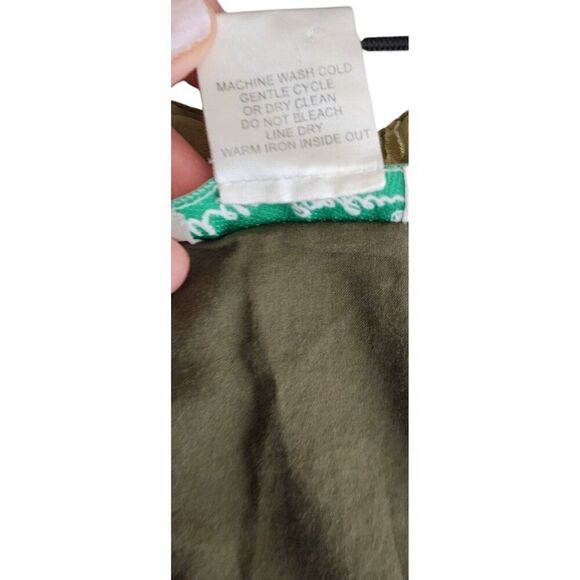 MACHINE WASH COLD
GENTLE CYCLE
OR DRY CLEAN
DO NOT BLEACH
LINE DRY
WARM IRON INSIDE OUT